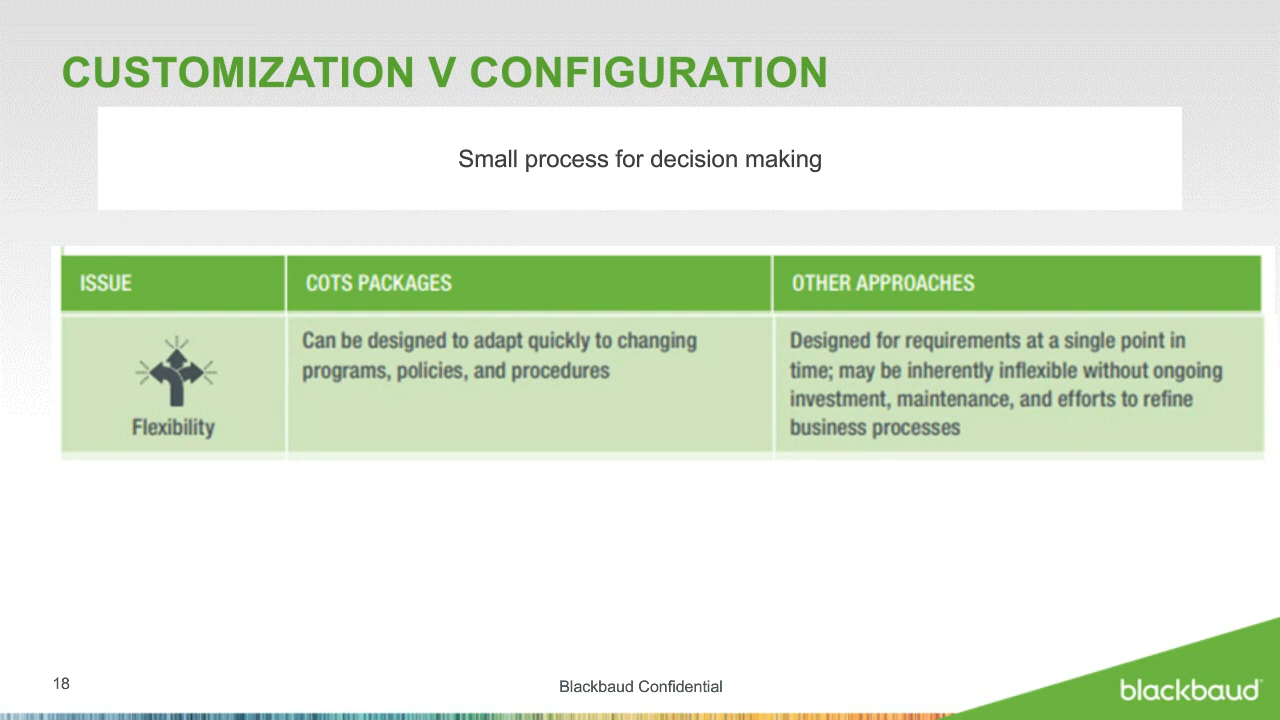 CUSTOMIZATION V CONFIGURATION
Small process for decision making
ISSUE
COTS PACKAGES
OTHER APPROACHES
Flexibility
Can be designed to adapt quickly to changing
programs, policies, and procedures
Designed for requirements at a single point in
time; may be inherently inflexible without ongoing
investment, maintenance, and efforts to refine
business processes
18
Blackbaud Confidential
blackbaud